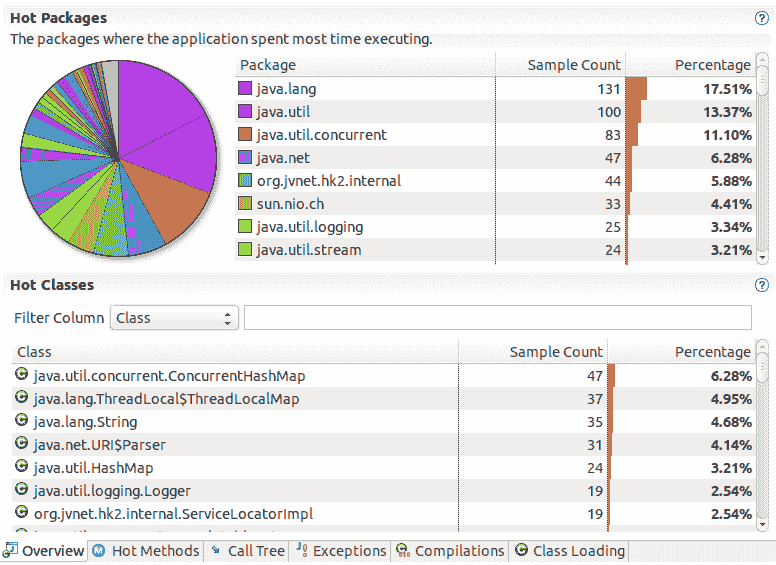 Hot Packages
The packages where the application spent most time executing.
Package Sample Count Percentage
java.lang 131 17.51%
java.util 100 13.37%
java.util.concurrent 83 11.10%
java.net 47 6.28%
org.jvnet.hk2.internal 44 5.88%
sun.nio.ch 33 4.41%
java.util.logging 25 3.34%
java.util.stream 24 3.21%
Hot Classes
Filter Column Class
Class Sample Count Percentage
java.util.concurrent.ConcurrentHashMap 47 6.28%
java.lang.ThreadLocal$ThreadLocalMap 37 4.95%
java.lang.String 35 4.68%
java.net.URI$Parser 31 4.14%
java.util.HashMap 24 3.21%
java.util.logging.Logger 19 2.54%
org.jvnet.hk2.internal.ServiceLocatorImpl 19 2.54%
Overview Hot Methods Call Tree Exceptions Compilations Class Loading